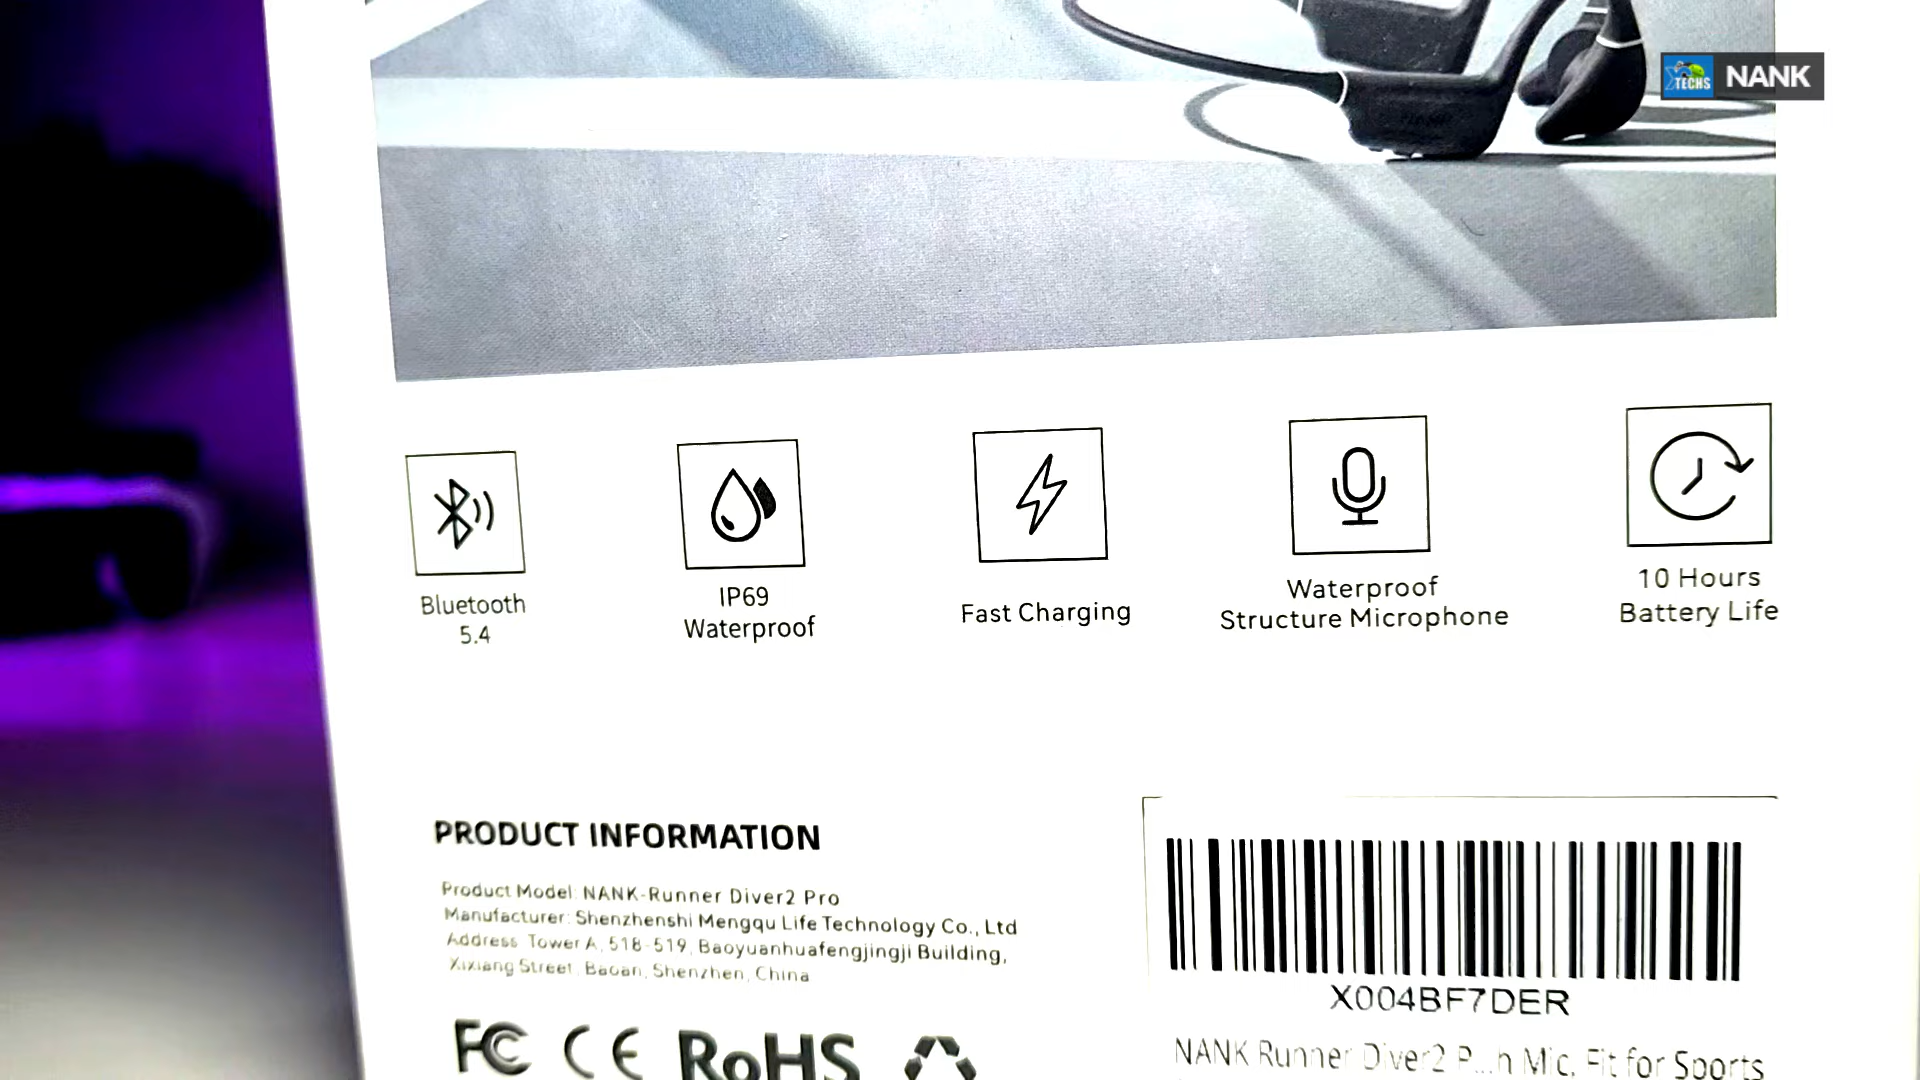 TECHS NANK
Bluetooth
5.4
IP69
Waterproof
Fast Charging
Waterproof
Structure Microphone
10 Hours
Battery Life
PRODUCT INFORMATION
Product Model: NANK-Runner Diver2 Pro
Manufacturer: Shenzhenshi Mengqu Life Technology Co., Ltd
Address: Tower A, 518-519, Baoyuanhuafengjingji Building,
Xixiang Street, Baoan, Shenzhen, China
FC CE RoHS
X004BF7DER
NANK Runner Diver2 P...n Mic, Fit for Sports